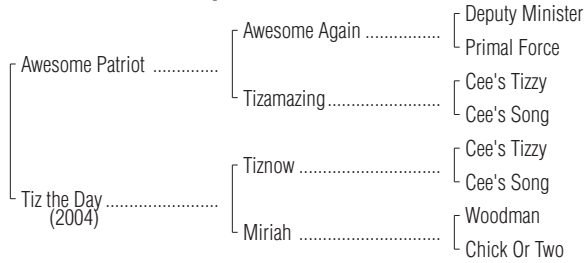 Deputy Minister
Awesome Again ................
Primal Force
Awesome Patriot ..............
Cee's Tizzy
Tizamazing........................
Cee's Song
Cee's Tizzy
Tiznow ..............................
Cee's Song
Tiz the Day ........................
(2004)
Woodman
Miriah ..............................
Chick Or Two